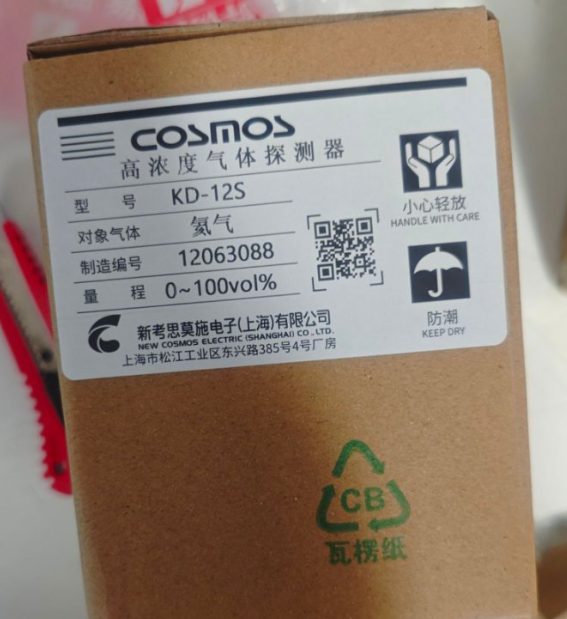 COSMOS
高浓度气体探测器
型 号 KD-12S
对象气体 氦气
制造编号 12063088
量 程 0~100vol%
新考思莫施电子(上海)有限公司
NEW COSMOS ELECTRIC (SHANGHAI) CO., LTD.
上海市松江工业区东兴路385号4号厂房
小心轻放
HANDLE WITH CARE
防潮
KEEP DRY
CB
瓦楞纸